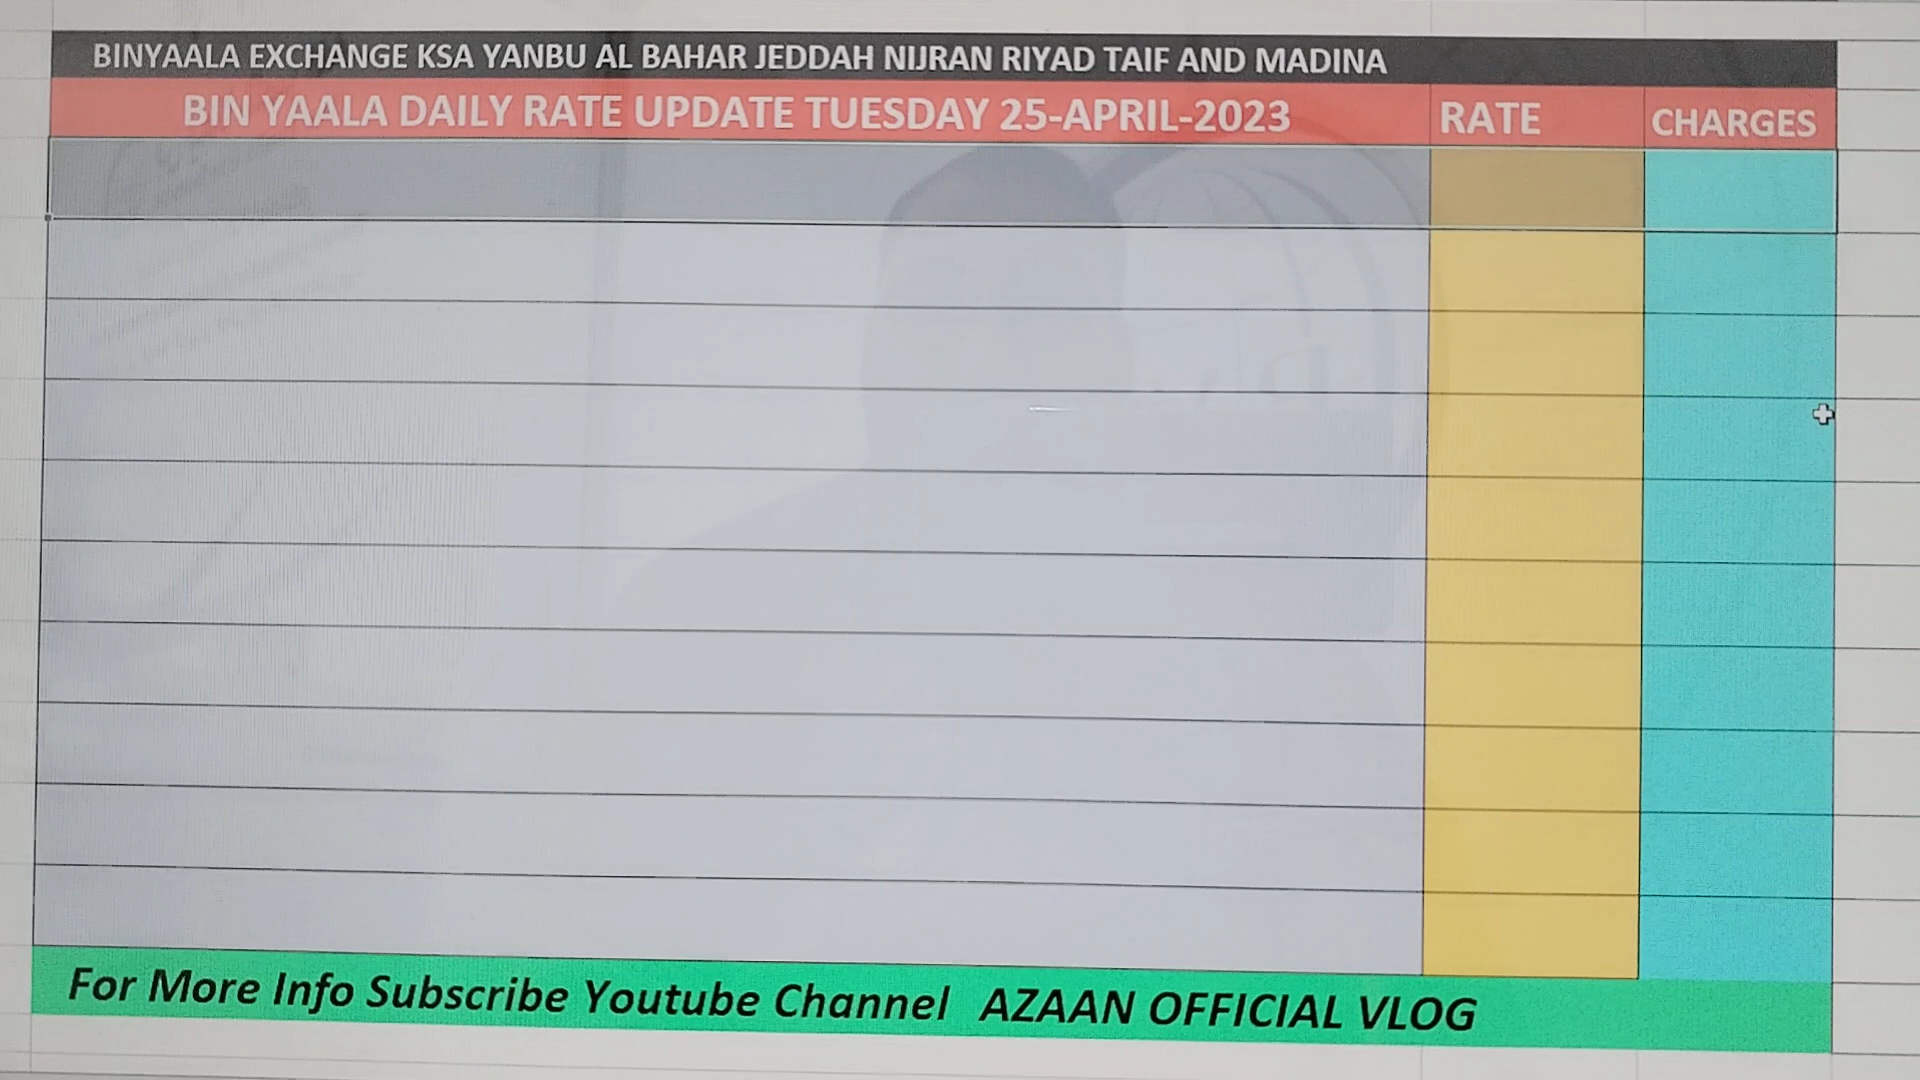 BINYAALA EXCHANGE KSA YANBU AL BAHAR JEDDAH NIJRAN RIYAD TAIF AND MADINA
BIN YAALA DAILY RATE UPDATE TUESDAY 25-APRIL-2023 RATE CHARGES
For More Info Subscribe Youtube Channel AZAAN OFFICIAL VLOG